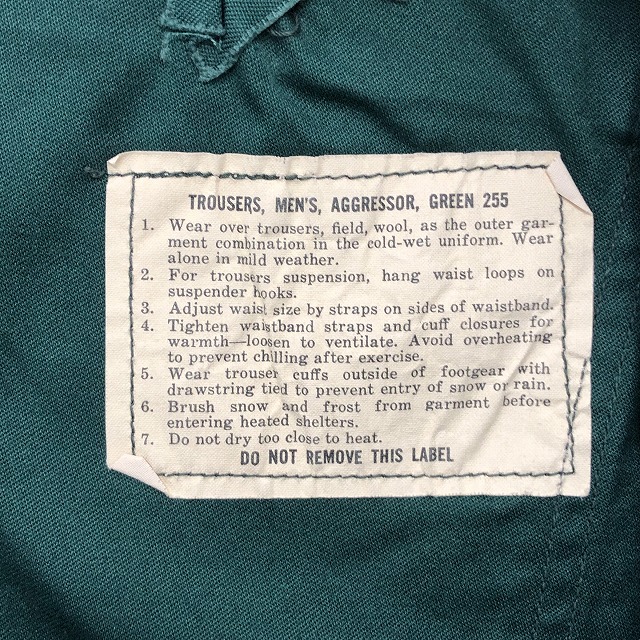 TROUSERS, MEN'S, AGGRESSOR, GREEN 255
1. Wear over trousers, field, wool, as the outer gar-
ment combination in the cold-wet uniform. Wear
alone in mild weather.
2. For trousers suspension, hang waist loops on
suspender hooks.
3. Adjust waist size by straps on sides of waistband.
4. Tighten waistband straps and cuff closures for
warmth—loosen to ventilate. Avoid overheating
to prevent chilling after exercise.
5. Wear trouser cuffs outside of footgear with
drawstring tied to prevent entry of snow or rain.
6. Brush snow and frost from garment before
entering heated shelters.
7. Do not dry too close to heat.
DO NOT REMOVE THIS LABEL